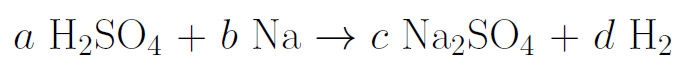 a H₂SO₄ + b Na → c Na₂SO₄ + d H₂